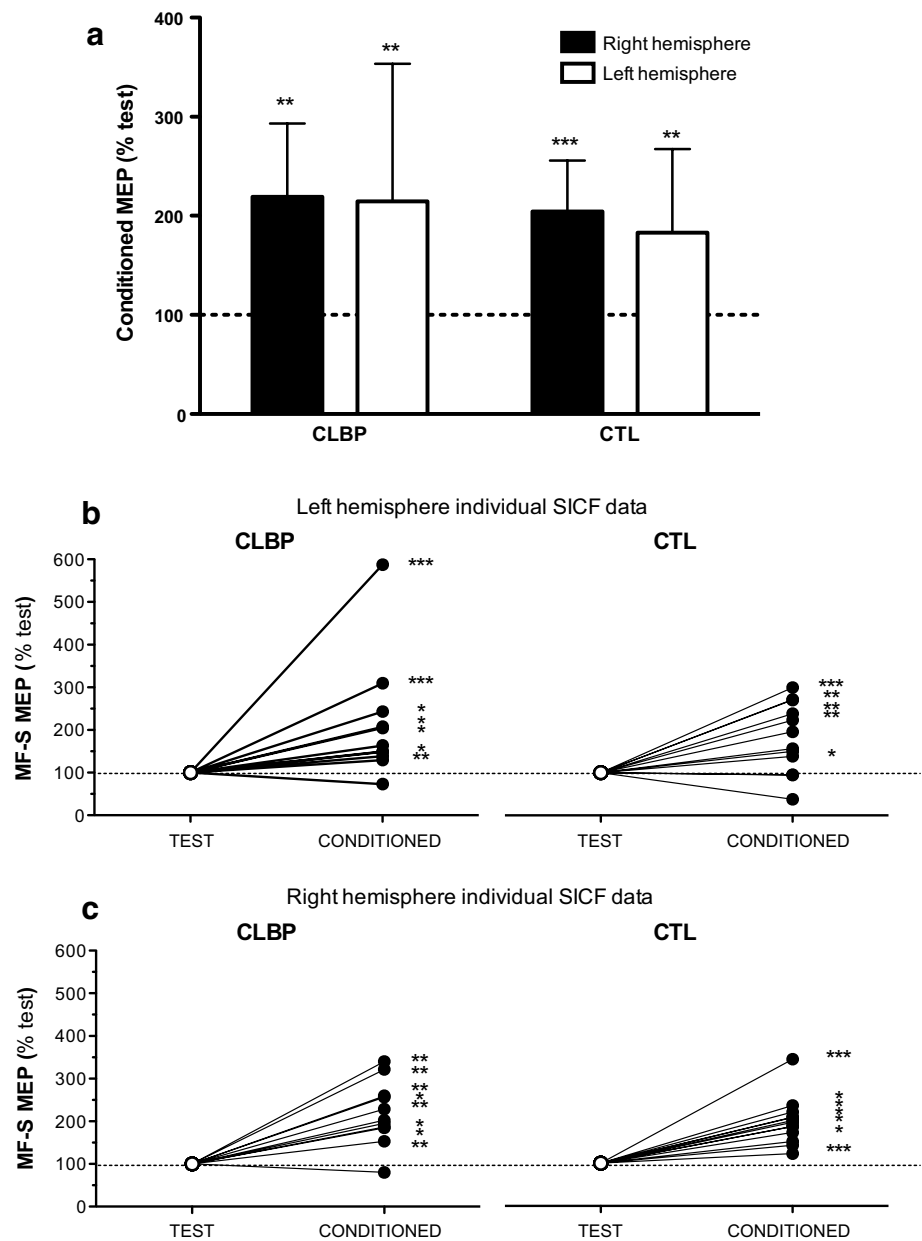 a
400
300
200
100
0
Conditioned MEP (% test)
Right hemisphere
Left hemisphere
**
**
***
**
CLBP
CTL
b
Left hemisphere individual SICF data
CLBP
CTL
MF-S MEP (% test)
600
500
400
300
200
100
0
***
***
*
*
*
*
**
***
**
**
**
*
TEST
CONDITIONED
TEST
CONDITIONED
c
Right hemisphere individual SICF data
CLBP
CTL
MF-S MEP (% test)
600
500
400
300
200
100
0
**
**
**
*
**
*
*
**
***
*
*
*
*
*
***
TEST
CONDITIONED
TEST
CONDITIONED